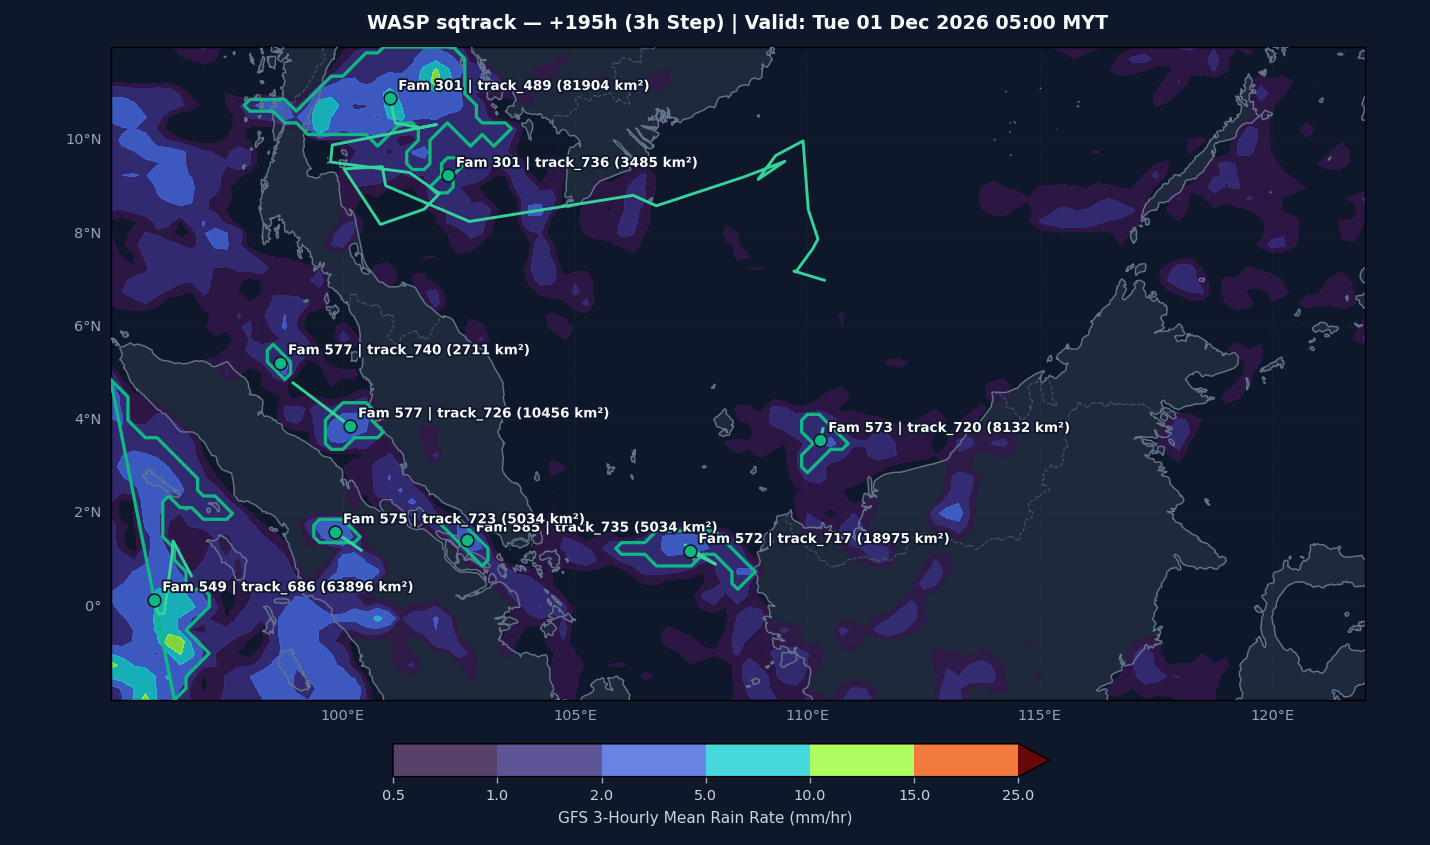 WASP sqtrack — +195h (3h Step) | Valid: Tue 01 Dec 2026 05:00 MYT
Fam 301 | track_489 (81904 km²)
10°N
Fam 301 | track_736 (3485 km²)
8°N
6°N
Fam 577 | track_740 (2711 km²)
4°N
Fam 577 | track_726 (10456 km²)
Fam 573 | track_720 (8132 km²)
2°N
Fam 575 | track_723 (5034 km²)
Fam 585 | track_735 (5034 km²)
Fam 572 | track_717 (18975 km²)
Fam 549 | track_686 (63896 km²)
0°
100°E 105°E 110°E 115°E 120°E
0.5 1.0 2.0 5.0 10.0 15.0 25.0
GFS 3-Hourly Mean Rain Rate (mm/hr)